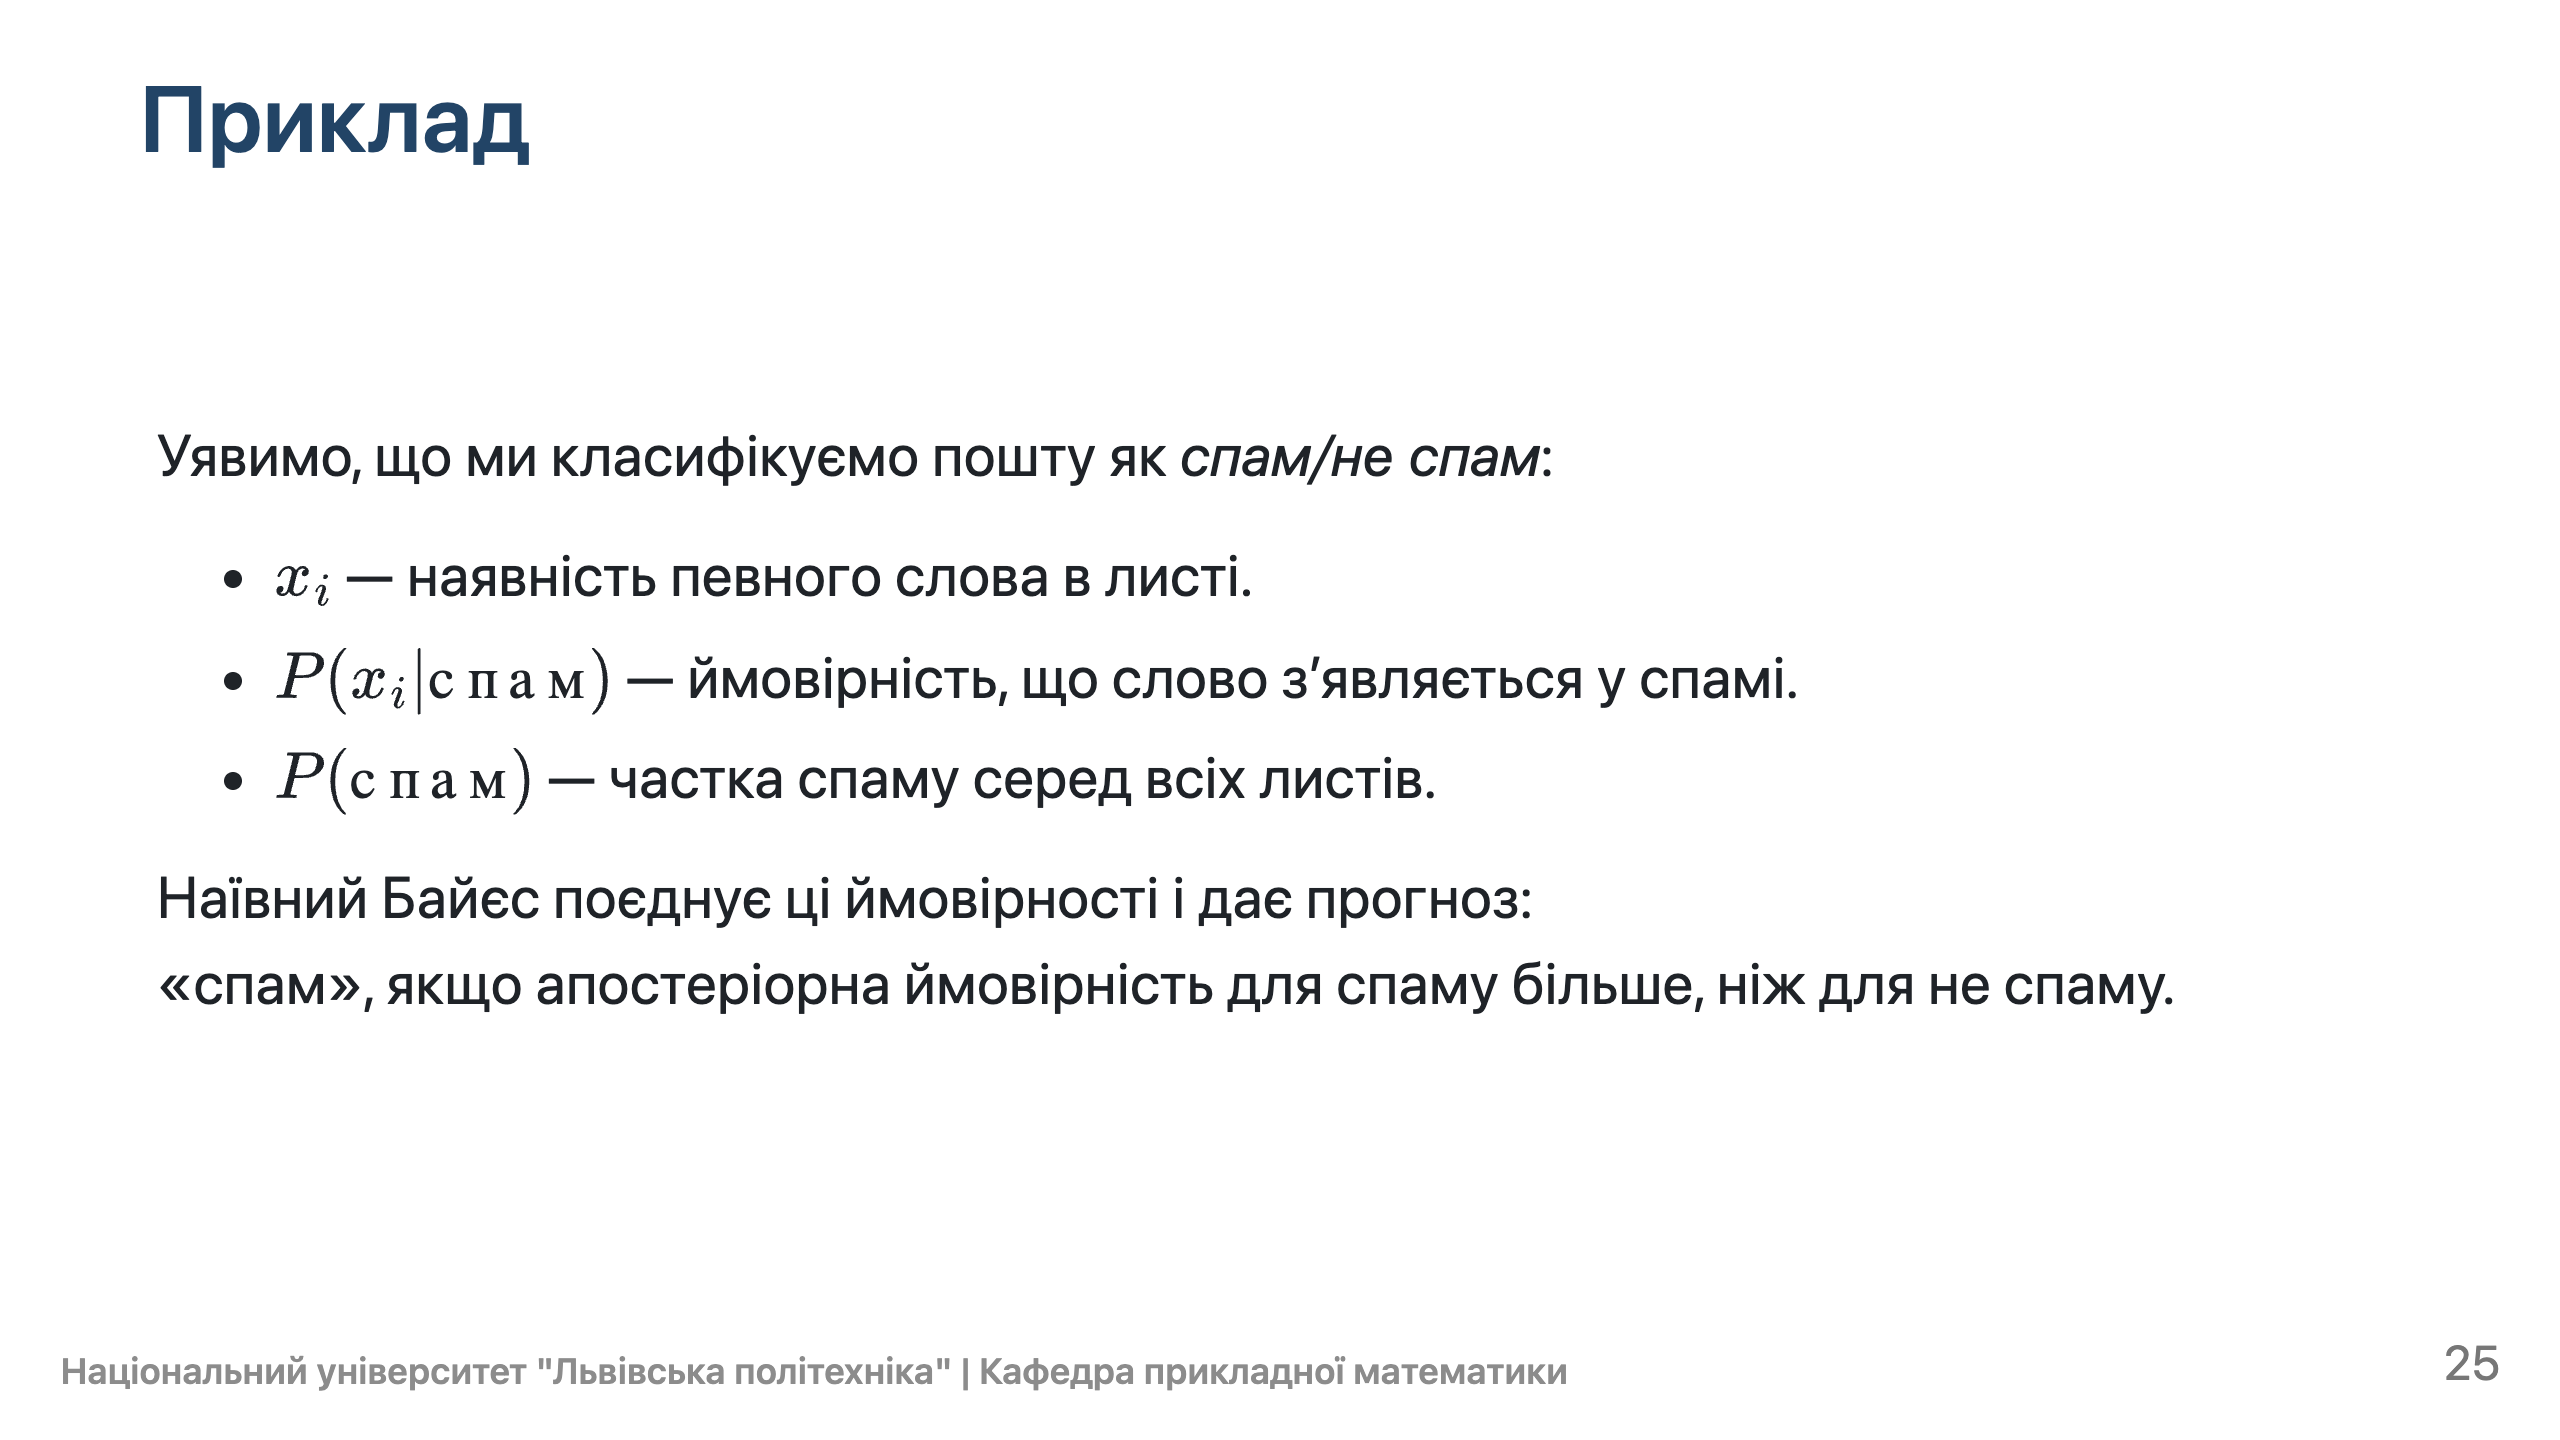 Приклад
Уявимо, що ми класифікуємо пошту як спам/не спам:
• xᵢ — наявність певного слова в листі.
• P(xᵢ|спам) — ймовірність, що слово з’являється у спамі.
• P(спам) — частка спаму серед всіх листів.
Наївний Байєс поєднує ці ймовірності і дає прогноз:
«спам», якщо апостеріорна ймовірність для спаму більше, ніж для не спаму.
Національний університет "Львівська політехніка" | Кафедра прикладної математики
25